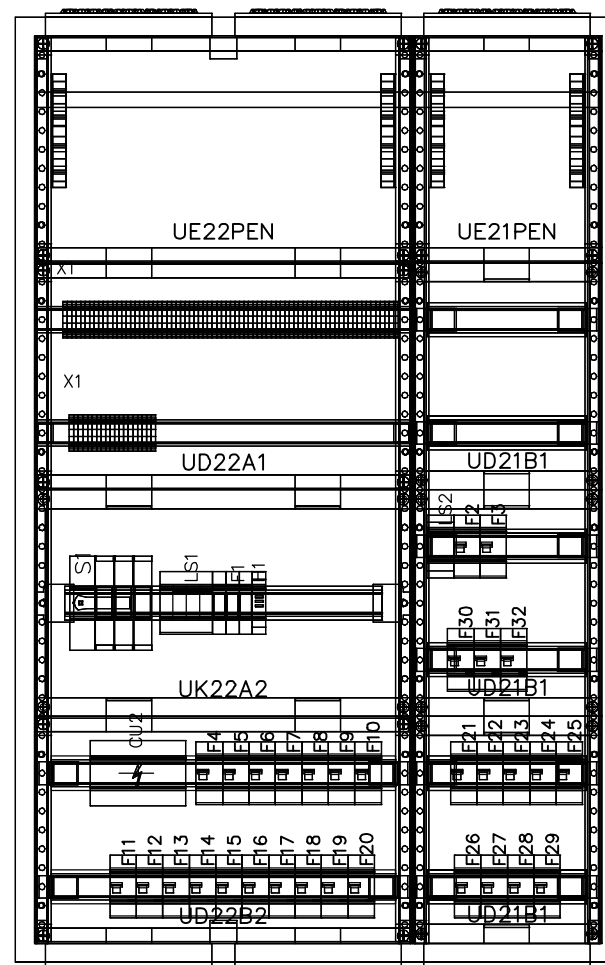 UE22PEN UE21PEN
X1
X1
UD22A1 UD21B1
LS2 F2 F3
S1 LS1 F1
F30 F31 F32
UK22A2 UD21B1
CU2 F4 F5 F6 F7 F8 F9 F10 F21 F22 F23 F24 F25
F11 F12 F13 F14 F15 F16 F17 F18 F19 F20 F26 F27 F28 F29
UD22B2 UD21B1